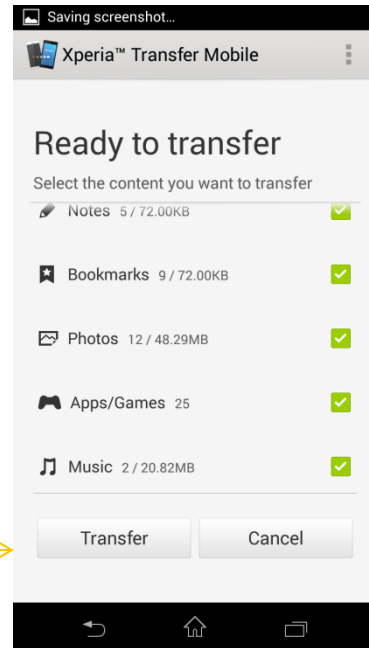 Saving screenshot...
Xperia™ Transfer Mobile
Ready to transfer
Select the content you want to transfer
Notes 5 / 72.00KB
Bookmarks 9 / 72.00KB
Photos 12 / 48.29MB
Apps/Games 25
Music 2 / 20.82MB
Transfer Cancel